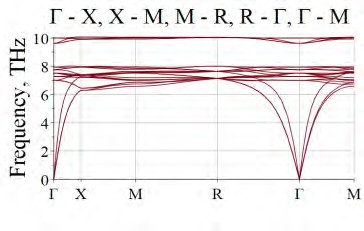 Γ - X, X - M, M - R, R - Γ, Γ - M
Frequency, THz
10
8
6
4
2
0
Γ X M R Γ M